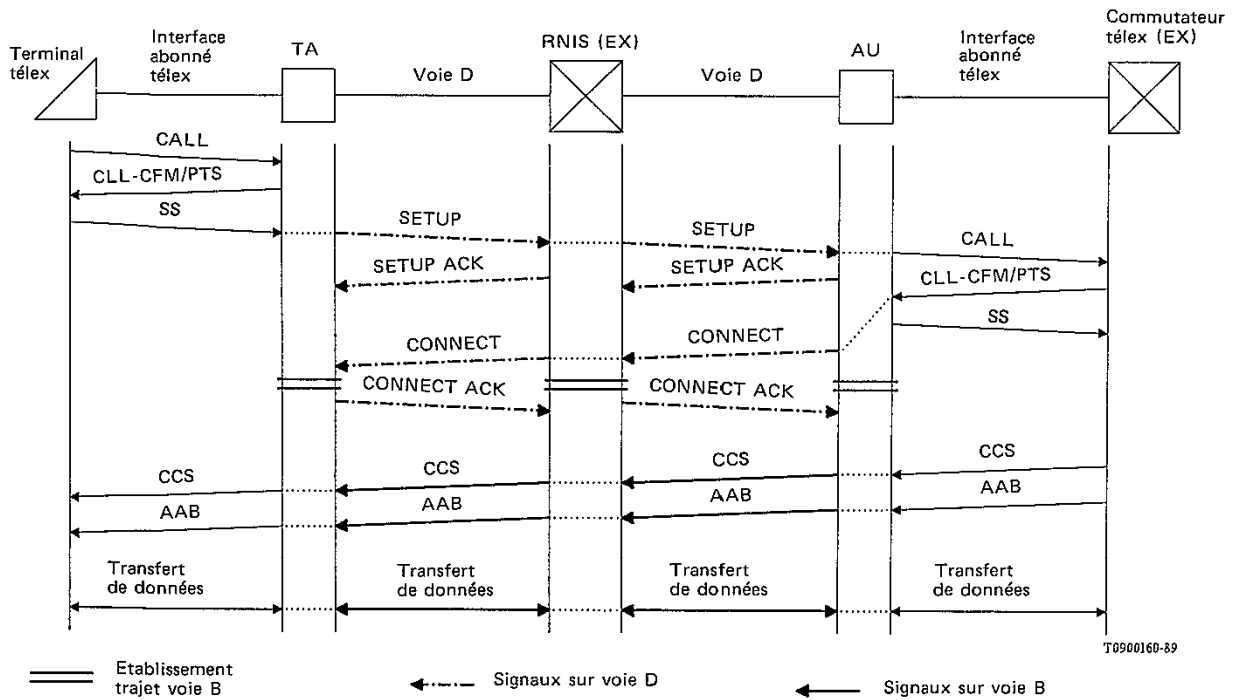 Terminal
télex
Interface
abonné
télex
TA
Voie D
RNIS (EX)
Voie D
AU
Interface
abonné
télex
Commutateur
télex (EX)
CALL
CLL-CFM/PTS
SS
SETUP
SETUP
CALL
SETUP ACK
SETUP ACK
CLL-CFM/PTS
SS
CONNECT
CONNECT
CONNECT ACK
CONNECT ACK
CCS
CCS
CCS
CCS
AAB
AAB
AAB
AAB
Transfert
de données
Transfert
de données
Transfert
de données
Transfert
de données
T0900160-89
Etablissement
trajet voie B
Signaux sur voie D
Signaux sur voie B